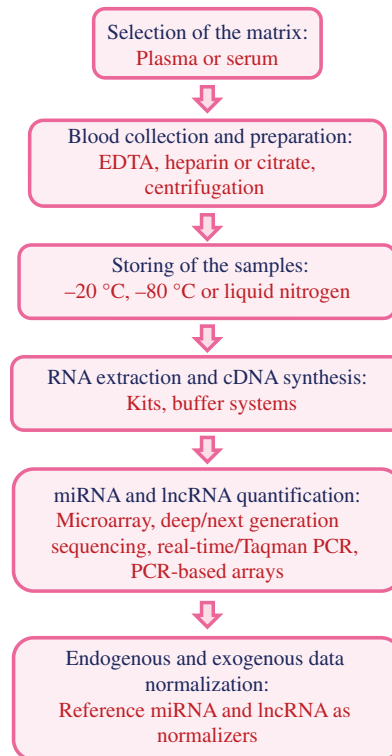 Selection of the matrix:
Plasma or serum
Blood collection and preparation:
EDTA, heparin or citrate,
centrifugation
Storing of the samples:
–20 °C, –80 °C or liquid nitrogen
RNA extraction and cDNA synthesis:
Kits, buffer systems
miRNA and lncRNA quantification:
Microarray, deep/next generation
sequencing, real-time/Taqman PCR,
PCR-based arrays
Endogenous and exogenous data
normalization:
Reference miRNA and lncRNA as
normalizers